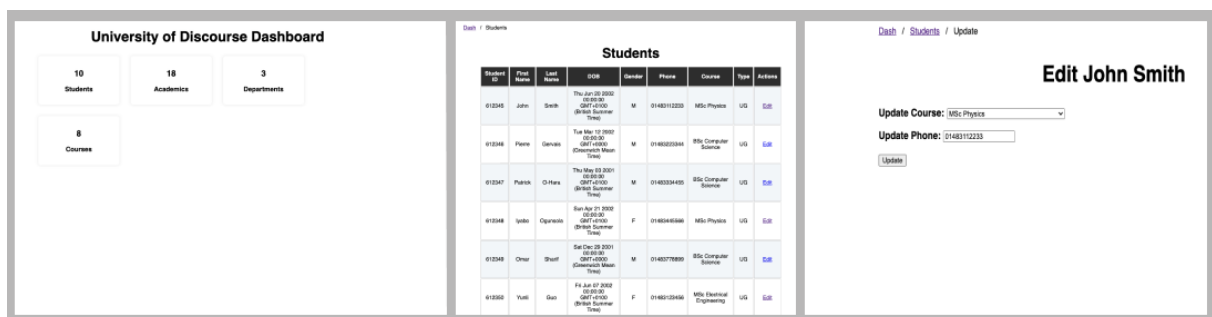 University of Discourse Dashboard
10
Students
18
Academics
3
Departments
8
Courses
Dash / Students
Students
Student ID First Name Last Name DOB Gender Phone Course Type Actions
612345 John Smith Thu Jun 20 2002 00:00:00 GMT+0100 (British Summer Time) M 01483112233 MSc Physics UG Edit
612346 Pierre Gervais Tue Mar 12 2002 00:00:00 GMT+0000 (Greenwich Mean Time) M 01483223344 BSc Computer Science UG Edit
612347 Patrick O-Hara Thu May 03 2001 00:00:00 GMT+0100 (British Summer Time) M 01483334455 BSc Computer Science UG Edit
612348 Iyabo Ogunsola Sun Apr 21 2002 00:00:00 GMT+0100 (British Summer Time) F 01483445566 MSc Physics UG Edit
612349 Omar Sharif Sat Dec 29 2001 00:00:00 GMT+0000 (Greenwich Mean Time) M 01483778899 BSc Computer Science UG Edit
612350 Yunli Guo Fri Jun 07 2002 00:00:00 GMT+0100 (British Summer Time) F 01483123456 MSc Electrical Engineering UG Edit
Dash / Students / Update
Edit John Smith
Update Course: MSc Physics
Update Phone: 01483112233
Update